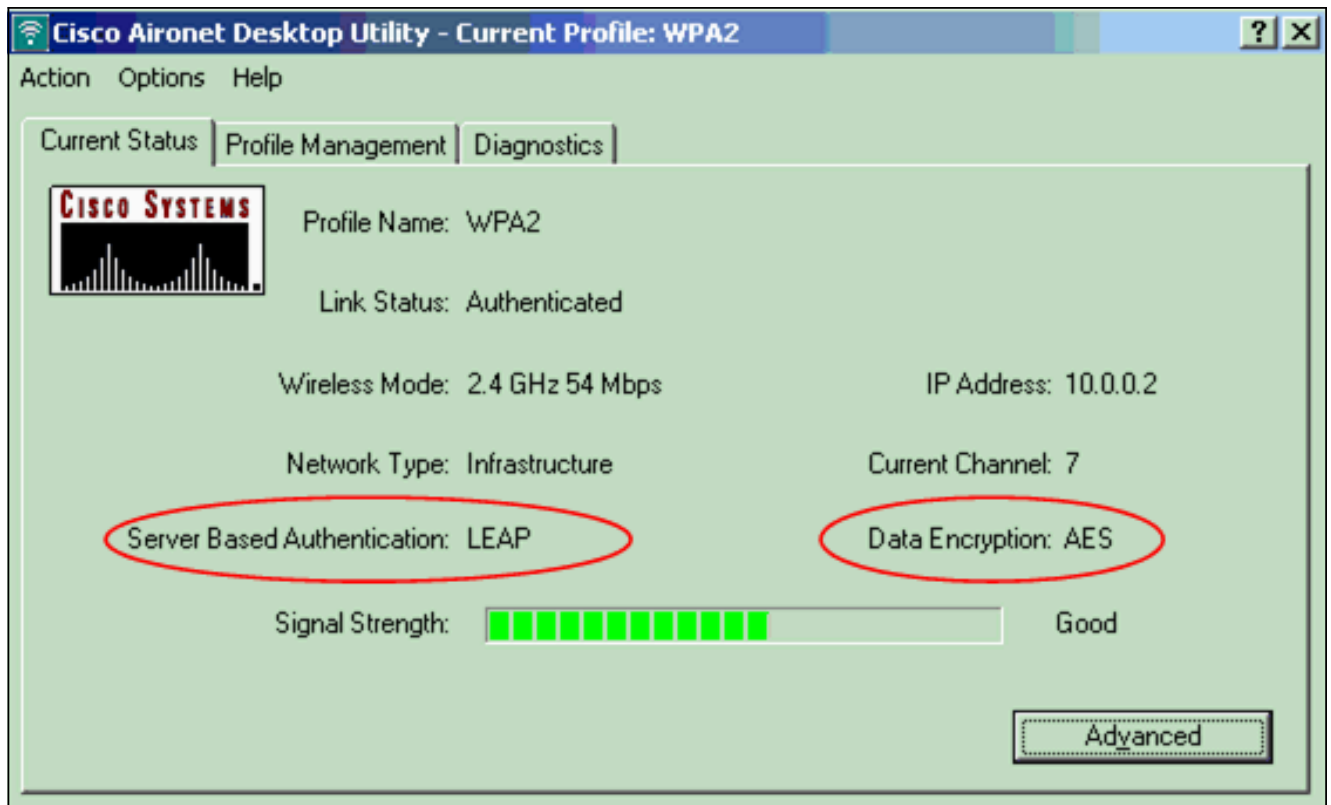 Cisco Aironet Desktop Utility - Current Profile: WPA2
? X
Action Options Help
Current Status Profile Management Diagnostics
CISCO SYSTEMS
Profile Name: WPA2
Link Status: Authenticated
Wireless Mode: 2.4 GHz 54 Mbps IP Address: 10.0.0.2
Network Type: Infrastructure Current Channel: 7
Server Based Authentication: LEAP Data Encryption: AES
Signal Strength: Good
Advanced